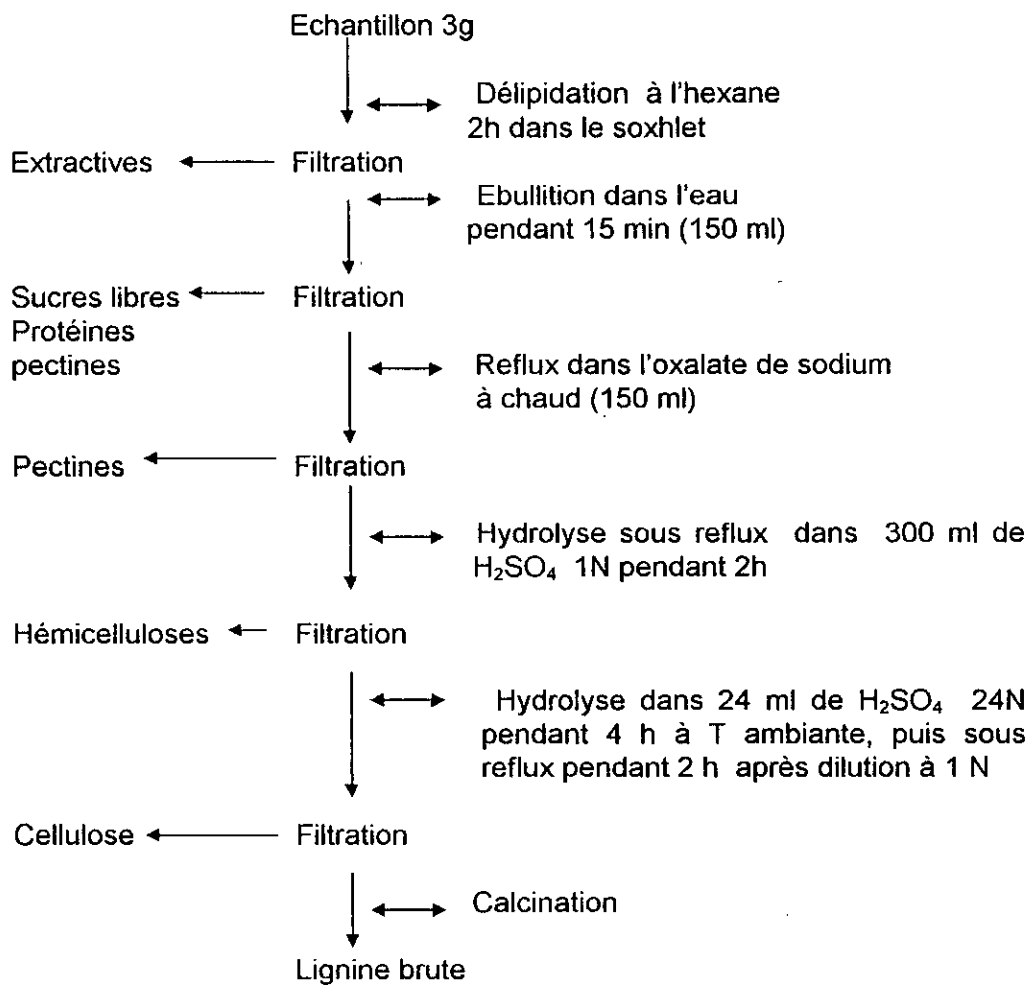 Echantillon 3g
Délipidation à l'hexane
2h dans le soxhlet
Extractives
Filtration
Ebullition dans l'eau
pendant 15 min (150 ml)
Sucres libres
Protéines
pectines
Filtration
Reflux dans l'oxalate de sodium
à chaud (150 ml)
Pectines
Filtration
Hydrolyse sous reflux dans 300 ml de
H₂SO₄ 1N pendant 2h
Hémicelluloses
Filtration
Hydrolyse dans 24 ml de H₂SO₄ 24N
pendant 4 h à T ambiante, puis sous
reflux pendant 2 h après dilution à 1 N
Cellulose
Filtration
Calcination
Lignine brute